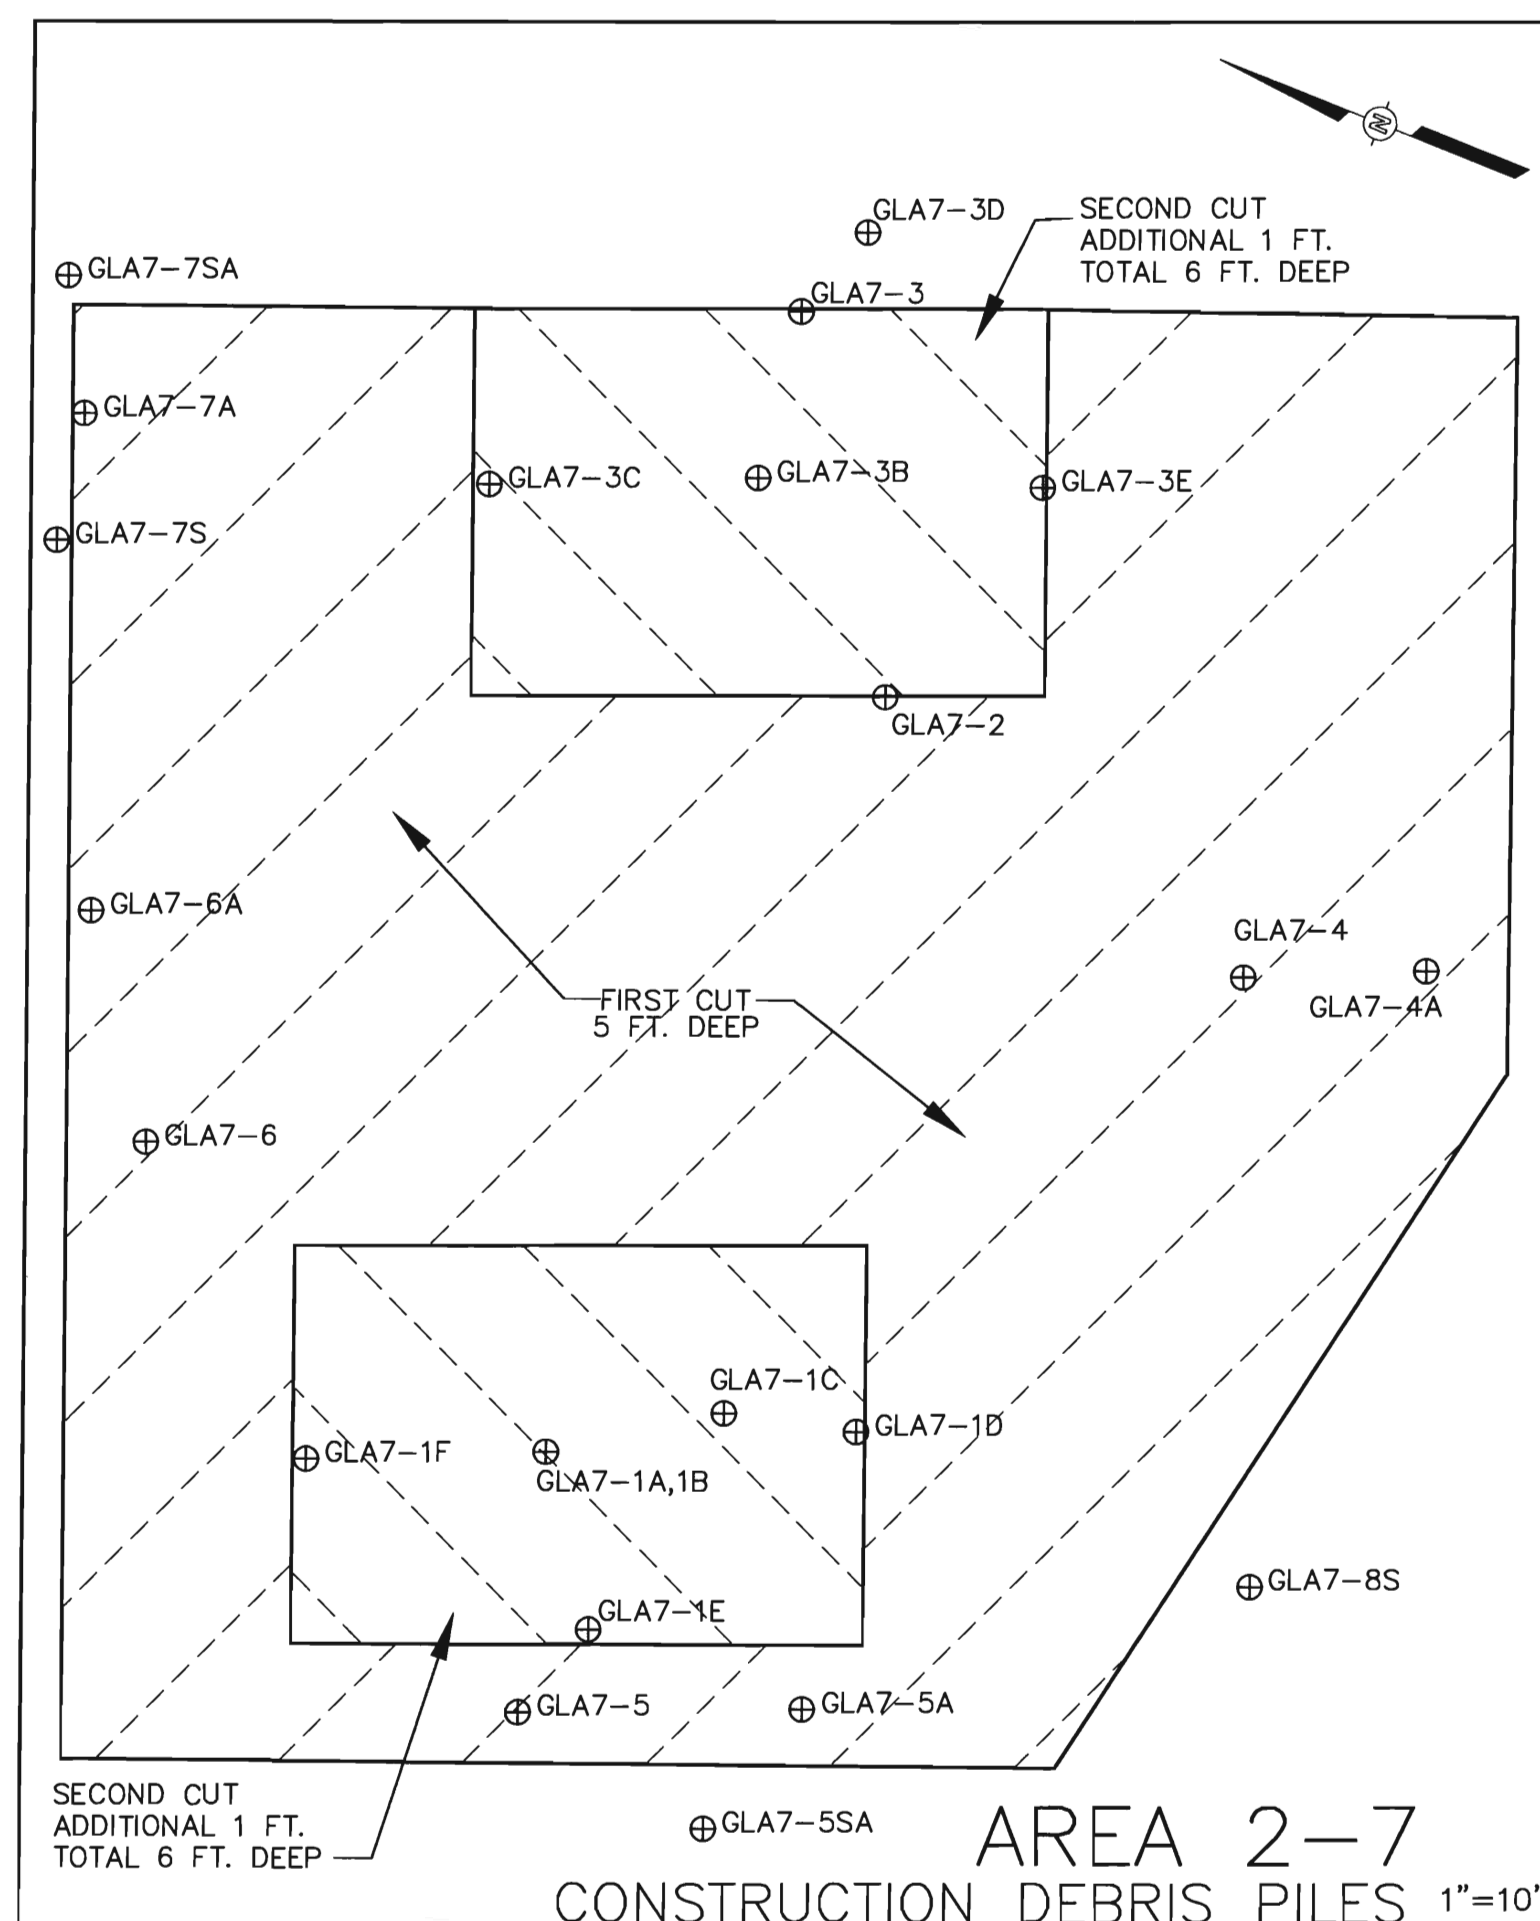 N
GLA7-3D
SECOND CUT
ADDITIONAL 1 FT.
TOTAL 6 FT. DEEP
GLA7-7SA
GLA7-3
GLA7-7A
GLA7-3C
GLA7-3B
GLA7-3E
GLA7-7S
GLA7-2
GLA7-6A
GLA7-4
GLA7-4A
FIRST CUT
5 FT. DEEP
GLA7-6
GLA7-1C
GLA7-1D
GLA7-1F
GLA7-1A,1B
GLA7-8S
GLA7-1E
GLA7-5
GLA7-5A
SECOND CUT
ADDITIONAL 1 FT.
TOTAL 6 FT. DEEP
GLA7-5SA
AREA 2-7
CONSTRUCTION DEBRIS PILES 1"=10'